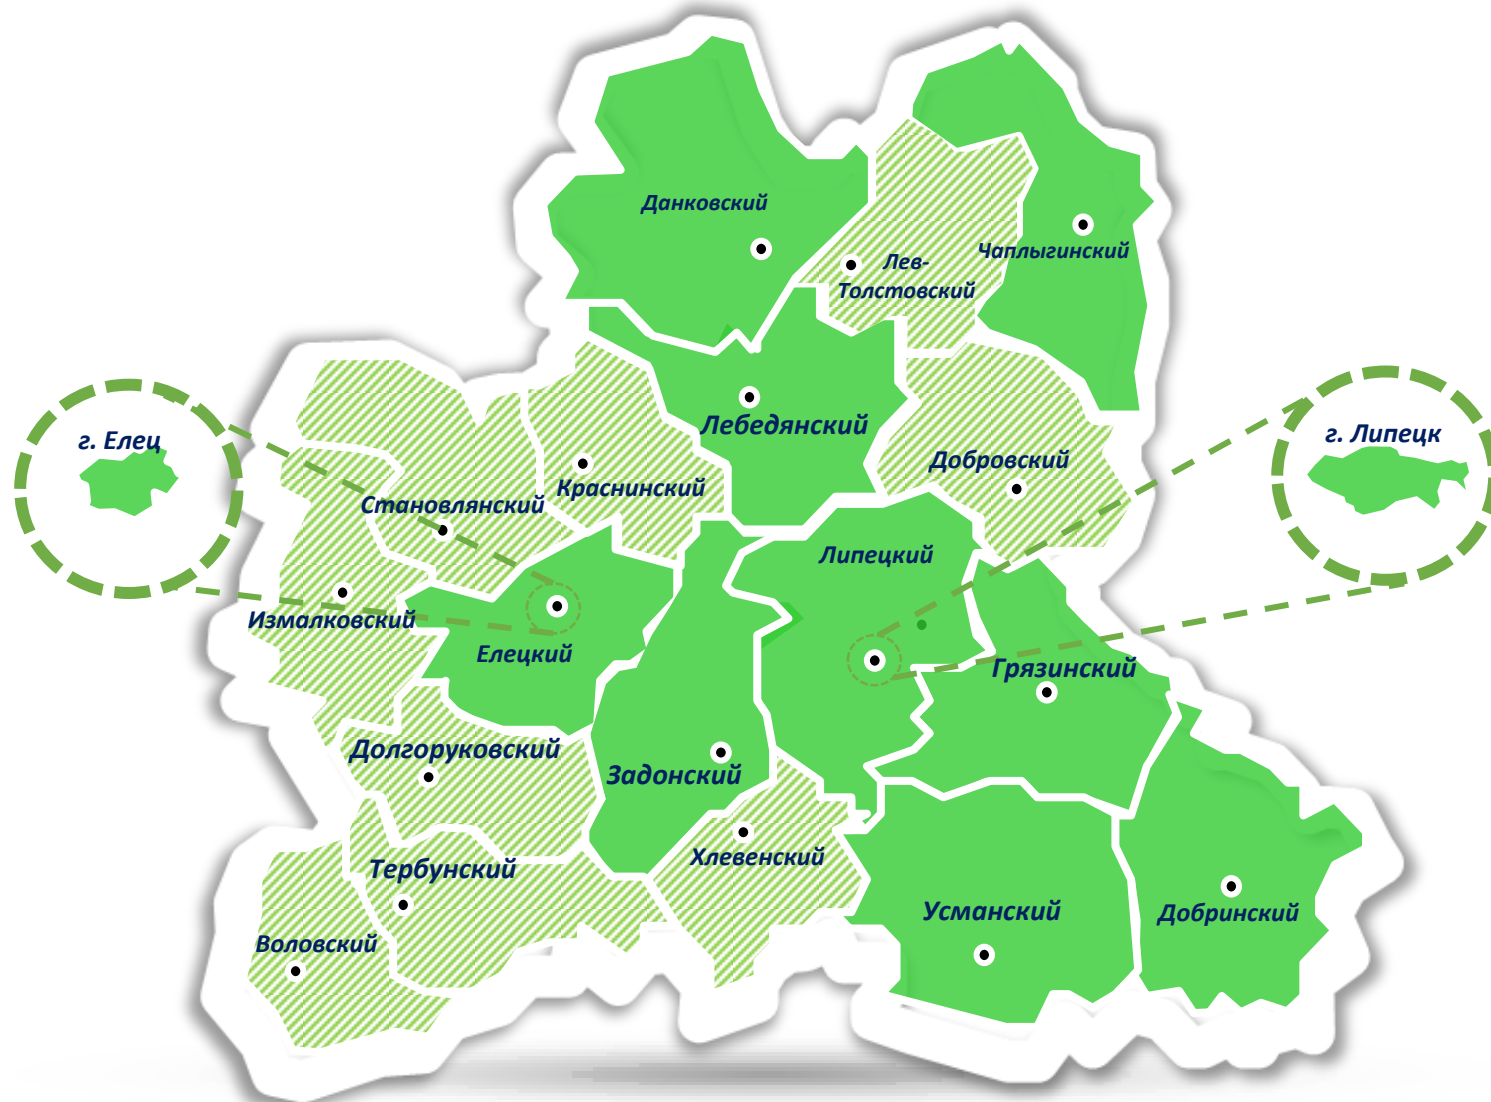 Данковский
Лев-
Толстовский
Чаплыгинский
г. Елец
г. Липецк
Лебедянский
Добровский
Краснинский
Становлянский
Липецкий
Измалковский
Елецкий
Грязинский
Долгоруковский
Задонский
Хлевенский
Тербунский
Усманский
Добринский
Воловский